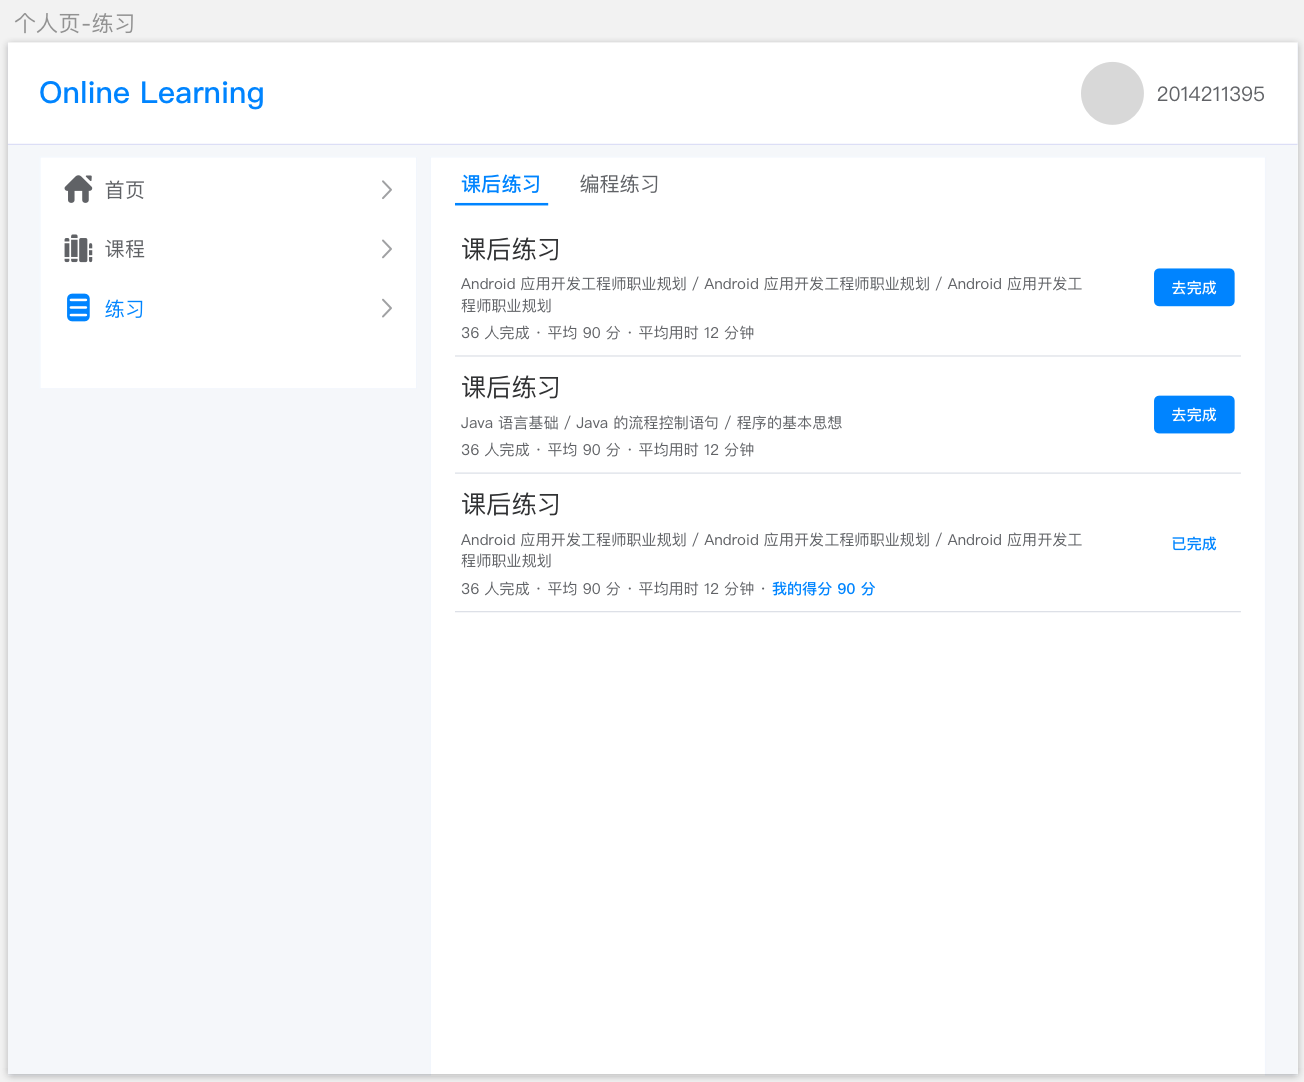 个人页-练习
Online Learning
2014211395
首页
课程
练习
课后练习
编程练习
课后练习
Android 应用开发工程师职业规划 / Android 应用开发工程师职业规划 / Android 应用开发工
程师职业规划
36 人完成 · 平均 90 分 · 平均用时 12 分钟
去完成
课后练习
Java 语言基础 / Java 的流程控制语句 / 程序的基本思想
36 人完成 · 平均 90 分 · 平均用时 12 分钟
去完成
课后练习
Android 应用开发工程师职业规划 / Android 应用开发工程师职业规划 / Android 应用开发工
程师职业规划
36 人完成 · 平均 90 分 · 平均用时 12 分钟 · 我的得分 90 分
已完成